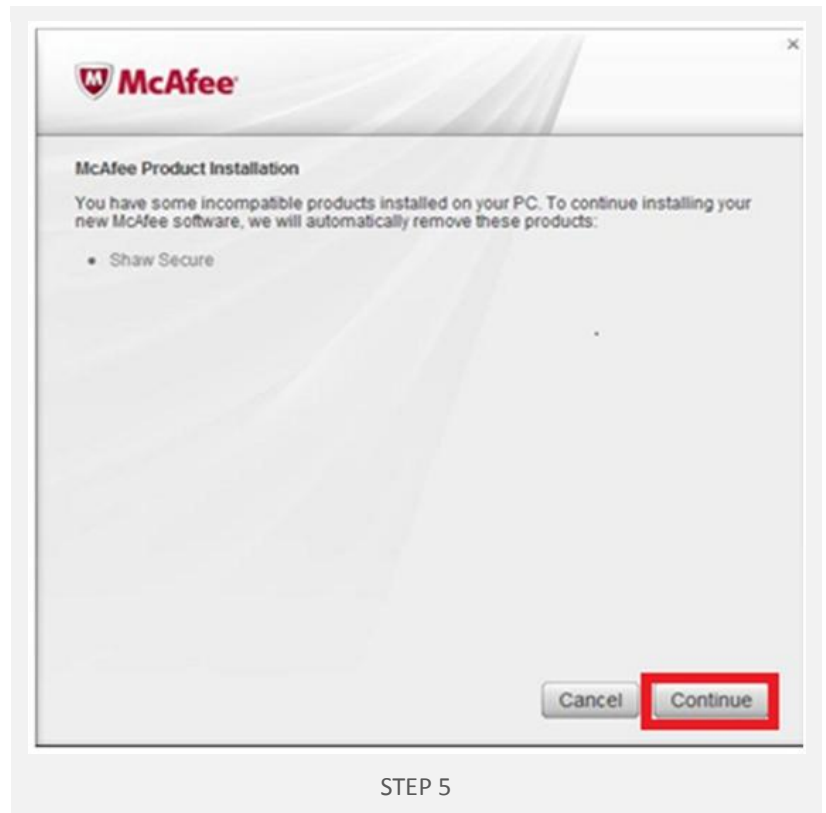 McAfee
McAfee Product Installation
You have some incompatible products installed on your PC. To continue installing your
new McAfee software, we will automatically remove these products:
• Shaw Secure
Cancel Continue
STEP 5